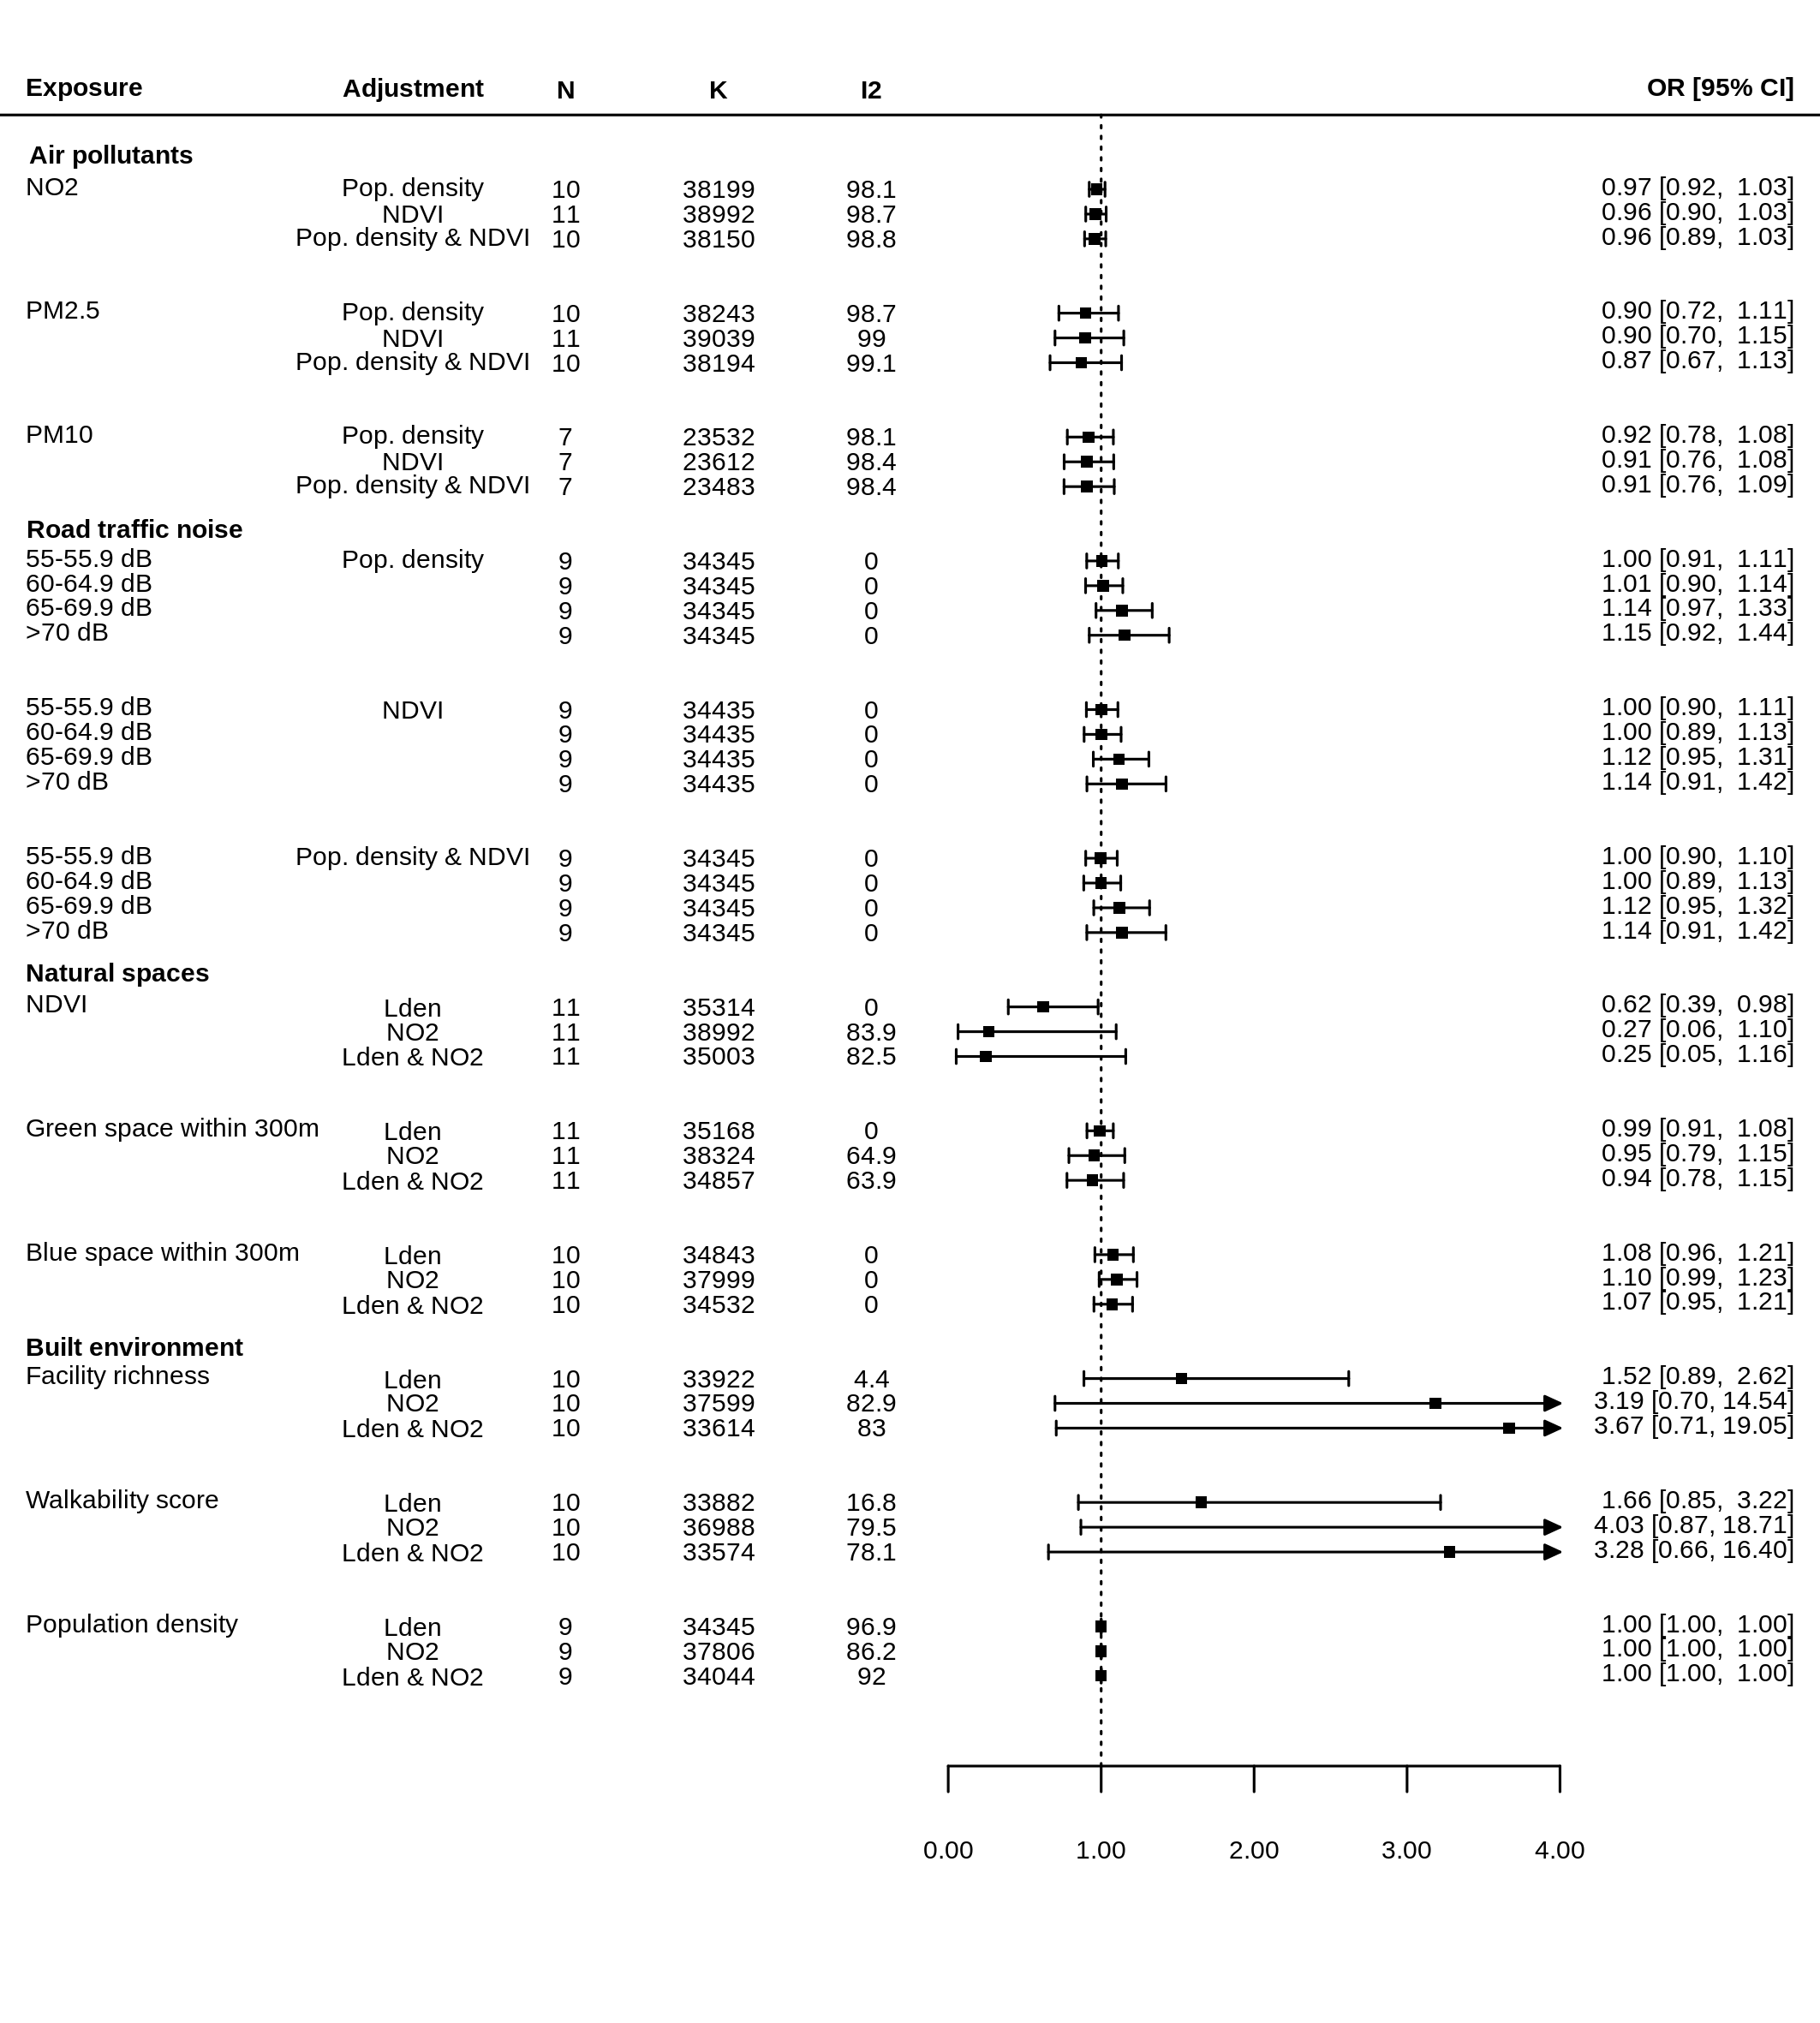 Exposure Adjustment N K I2 OR [95% CI]
Air pollutants
NO2 Pop. density 10 38199 98.1 0.97 [0.92, 1.03]
NDVI 11 38992 98.7 0.96 [0.90, 1.03]
Pop. density & NDVI 10 38150 98.8 0.96 [0.89, 1.03]
PM2.5 Pop. density 10 38243 98.7 0.90 [0.72, 1.11]
NDVI 11 39039 99 0.90 [0.70, 1.15]
Pop. density & NDVI 10 38194 99.1 0.87 [0.67, 1.13]
PM10 Pop. density 7 23532 98.1 0.92 [0.78, 1.08]
NDVI 7 23612 98.4 0.91 [0.76, 1.08]
Pop. density & NDVI 7 23483 98.4 0.91 [0.76, 1.09]
Road traffic noise
55-55.9 dB Pop. density 9 34345 0 1.00 [0.91, 1.11]
60-64.9 dB 9 34345 0 1.01 [0.90, 1.14]
65-69.9 dB 9 34345 0 1.14 [0.97, 1.33]
>70 dB 9 34345 0 1.15 [0.92, 1.44]
55-55.9 dB NDVI 9 34435 0 1.00 [0.90, 1.11]
60-64.9 dB 9 34435 0 1.00 [0.89, 1.13]
65-69.9 dB 9 34435 0 1.12 [0.95, 1.31]
>70 dB 9 34435 0 1.14 [0.91, 1.42]
55-55.9 dB Pop. density & NDVI 9 34345 0 1.00 [0.90, 1.10]
60-64.9 dB 9 34345 0 1.00 [0.89, 1.13]
65-69.9 dB 9 34345 0 1.12 [0.95, 1.32]
>70 dB 9 34345 0 1.14 [0.91, 1.42]
Natural spaces
NDVI Lden 11 35314 0 0.62 [0.39, 0.98]
NO2 11 38992 83.9 0.27 [0.06, 1.10]
Lden & NO2 11 35003 82.5 0.25 [0.05, 1.16]
Green space within 300m Lden 11 35168 0 0.99 [0.91, 1.08]
NO2 11 38324 64.9 0.95 [0.79, 1.15]
Lden & NO2 11 34857 63.9 0.94 [0.78, 1.15]
Blue space within 300m Lden 10 34843 0 1.08 [0.96, 1.21]
NO2 10 37999 0 1.10 [0.99, 1.23]
Lden & NO2 10 34532 0 1.07 [0.95, 1.21]
Built environment
Facility richness Lden 10 33922 4.4 1.52 [0.89, 2.62]
NO2 10 37599 82.9 3.19 [0.70, 14.54]
Lden & NO2 10 33614 83 3.67 [0.71, 19.05]
Walkability score Lden 10 33882 16.8 1.66 [0.85, 3.22]
NO2 10 36988 79.5 4.03 [0.87, 18.71]
Lden & NO2 10 33574 78.1 3.28 [0.66, 16.40]
Population density Lden 9 34345 96.9 1.00 [1.00, 1.00]
NO2 9 37806 86.2 1.00 [1.00, 1.00]
Lden & NO2 9 34044 92 1.00 [1.00, 1.00]
0.00 1.00 2.00 3.00 4.00